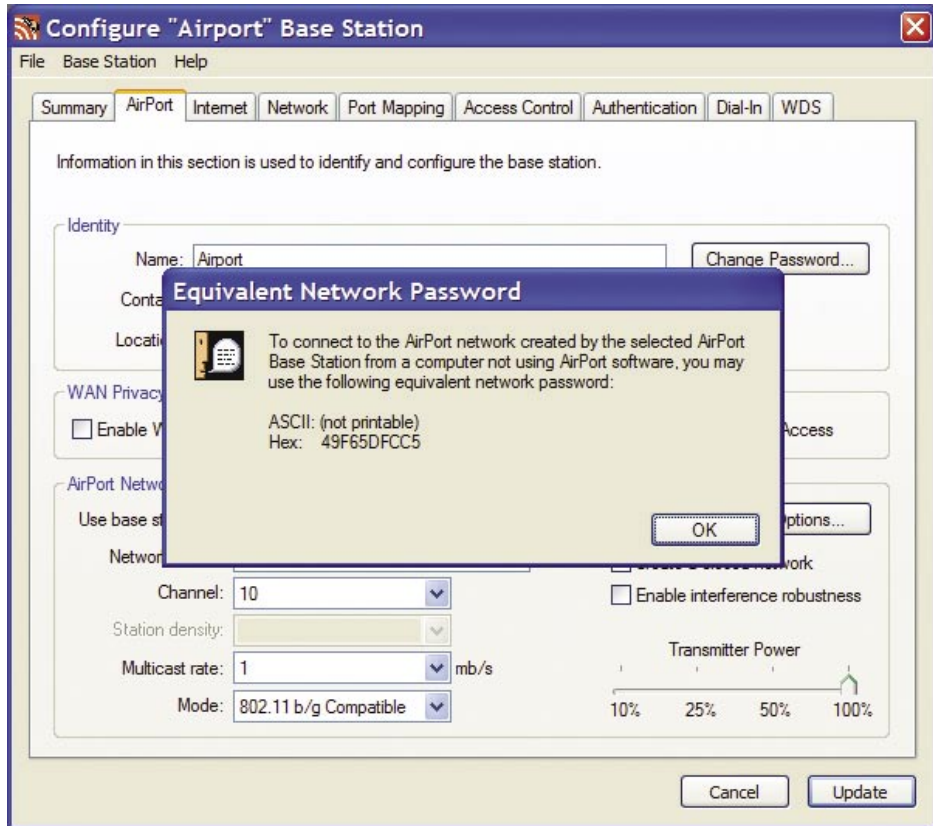 Configure "Airport" Base Station
File Base Station Help
Summary AirPort Internet Network Port Mapping Access Control Authentication Dial-In WDS
Information in this section is used to identify and configure the base station.
Identity
Name: Airport Change Password...
Equivalent Network Password
To connect to the AirPort network created by the selected AirPort
Base Station from a computer not using AirPort software, you may
use the following equivalent network password:
ASCII: (not printable)
Hex: 49F65DFCC5
OK
WAN Privacy
Access
Use base
Channel: 10
Enable interference robustness
Station density:
Transmitter Power
Multicast rate: 1 mb/s
Mode: 802.11 b/g Compatible
10% 25% 50% 100%
Cancel Update